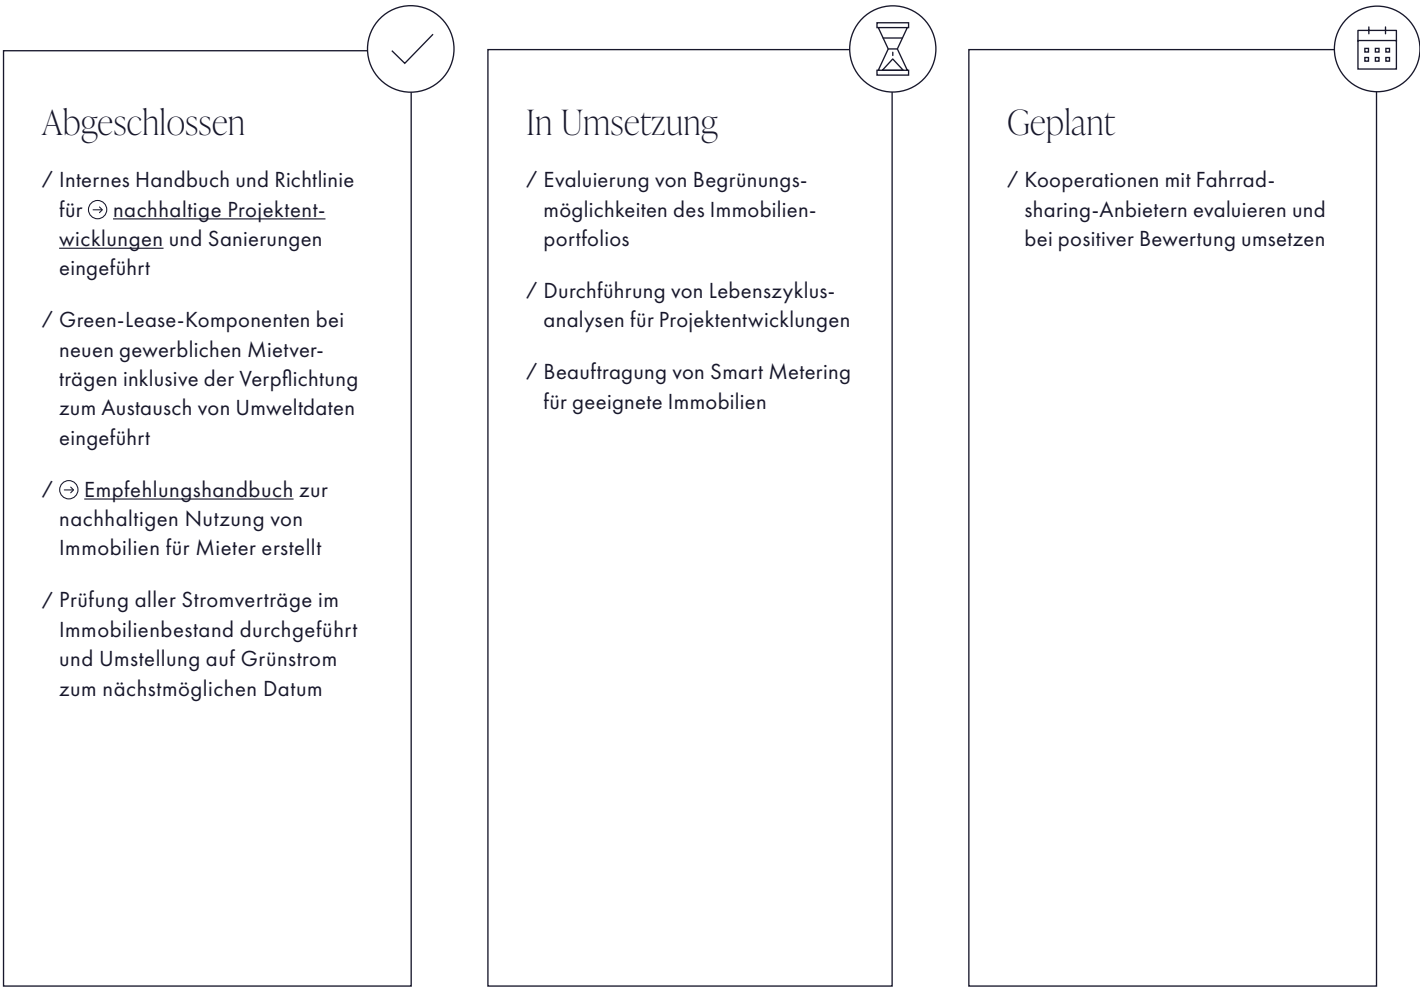 Abgeschlossen
/ Internes Handbuch und Richtlinie
für nachhaltige Projektent-
wicklungen und Sanierungen
eingeführt
/ Green-Lease-Komponenten bei
neuen gewerblichen Mietver-
trägen inklusive der Verpflichtung
zum Austausch von Umweltdaten
eingeführt
/ Empfehlungshandbuch zur
nachhaltigen Nutzung von
Immobilien für Mieter erstellt
/ Prüfung aller Stromverträge im
Immobilienbestand durchgeführt
und Umstellung auf Grünstrom
zum nächstmöglichen Datum
In Umsetzung
/ Evaluierung von Begrünungs-
möglichkeiten des Immobilien-
portfolios
/ Durchführung von Lebenszyklus-
analysen für Projektentwicklungen
/ Beauftragung von Smart Metering
für geeignete Immobilien
Geplant
/ Kooperationen mit Fahrrad-
sharing-Anbietern evaluieren und
bei positiver Bewertung umsetzen